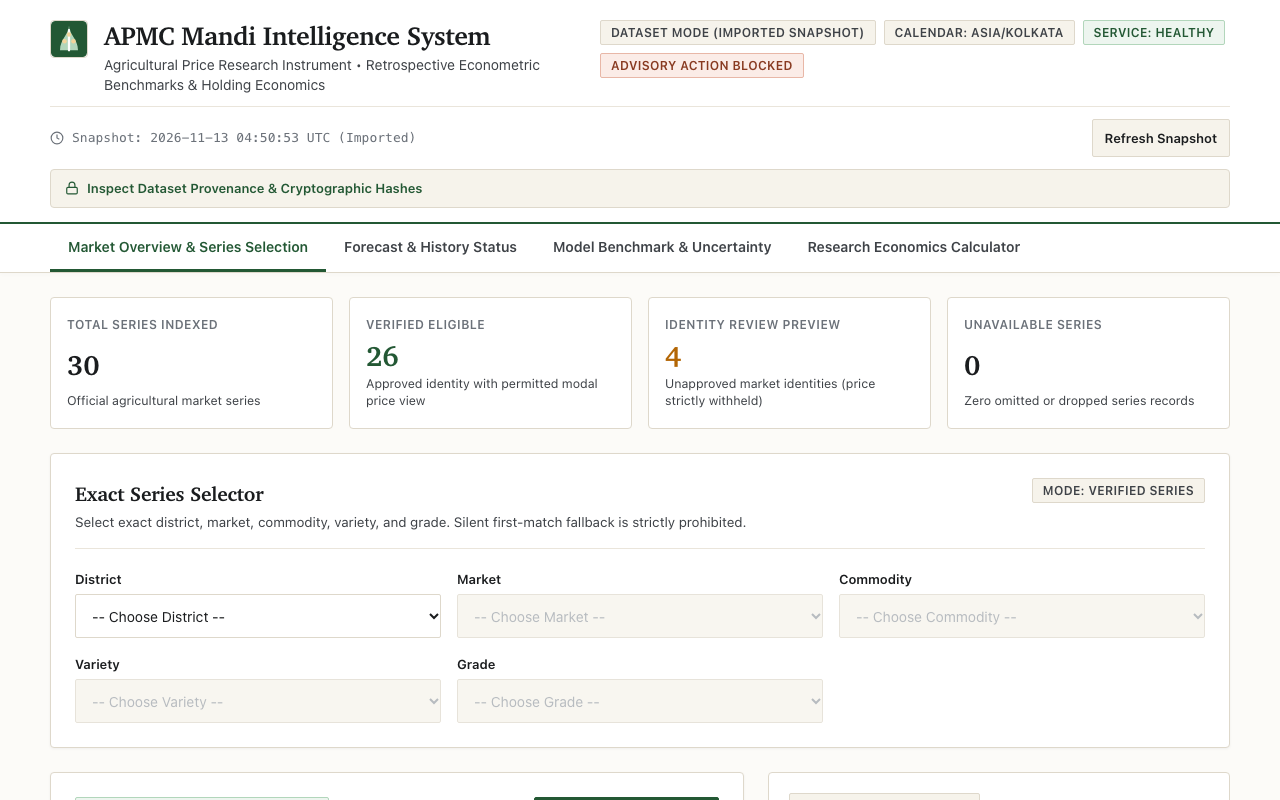 APMC Mandi Intelligence System
Agricultural Price Research Instrument • Retrospective Econometric
Benchmarks & Holding Economics
DATASET MODE (IMPORTED SNAPSHOT)
CALENDAR: ASIA/KOLKATA
SERVICE: HEALTHY
ADVISORY ACTION BLOCKED
Snapshot: 2026-11-13 04:50:53 UTC (Imported)
Refresh Snapshot
Inspect Dataset Provenance & Cryptographic Hashes
Market Overview & Series Selection
Forecast & History Status
Model Benchmark & Uncertainty
Research Economics Calculator
TOTAL SERIES INDEXED
30
Official agricultural market series
VERIFIED ELIGIBLE
26
Approved identity with permitted modal
price view
IDENTITY REVIEW PREVIEW
4
Unapproved market identities (price
strictly withheld)
UNAVAILABLE SERIES
0
Zero omitted or dropped series records
Exact Series Selector
MODE: VERIFIED SERIES
Select exact district, market, commodity, variety, and grade. Silent first-match fallback is strictly prohibited.
District
-- Choose District --
Market
-- Choose Market --
Commodity
-- Choose Commodity --
Variety
-- Choose Variety --
Grade
-- Choose Grade --